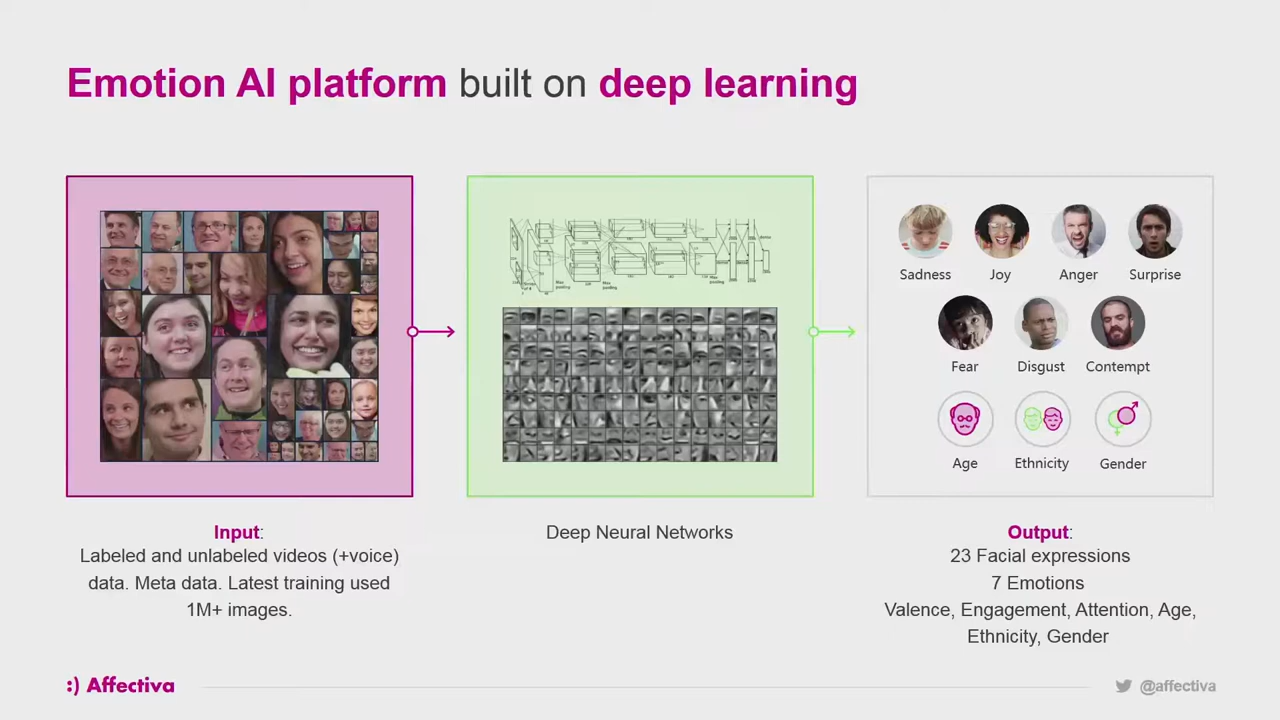 Emotion AI platform built on deep learning
Sadness
Joy
Anger
Surprise
Fear
Disgust
Contempt
Age
Ethnicity
Gender
Input:
Labeled and unlabeled videos (+voice)
data. Meta data. Latest training used
1M+ images.
Deep Neural Networks
Output:
23 Facial expressions
7 Emotions
Valence, Engagement, Attention, Age,
Ethnicity, Gender
:) Affectiva
@affectiva